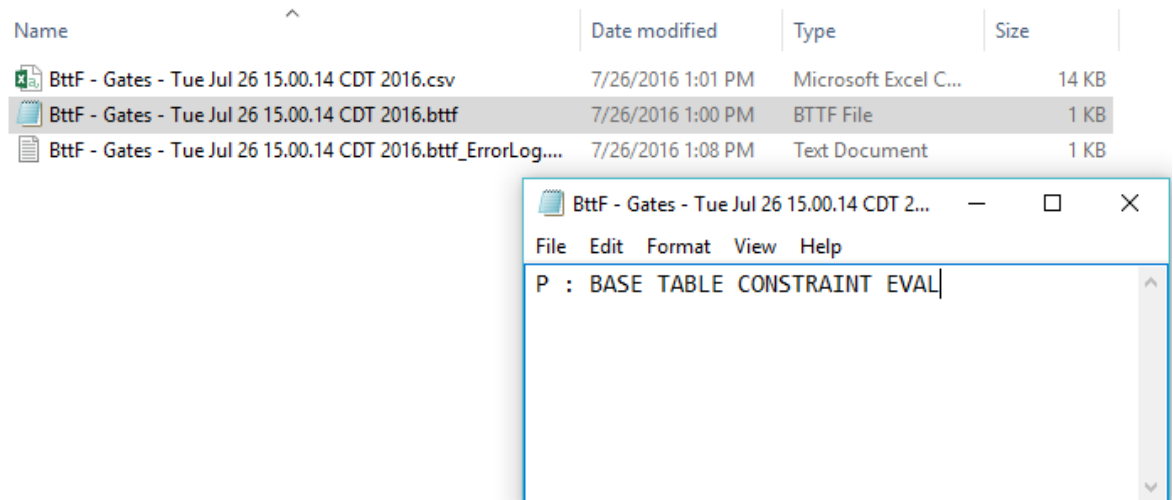 Name Date modified Type Size
BttF - Gates - Tue Jul 26 15.00.14 CDT 2016.csv 7/26/2016 1:01 PM Microsoft Excel C... 14 KB
BttF - Gates - Tue Jul 26 15.00.14 CDT 2016.bttf 7/26/2016 1:00 PM BTTF File 1 KB
BttF - Gates - Tue Jul 26 15.00.14 CDT 2016.bttf_ErrorLog.... 7/26/2016 1:08 PM Text Document 1 KB
BttF - Gates - Tue Jul 26 15.00.14 CDT 2...
File Edit Format View Help
P : BASE TABLE CONSTRAINT EVAL